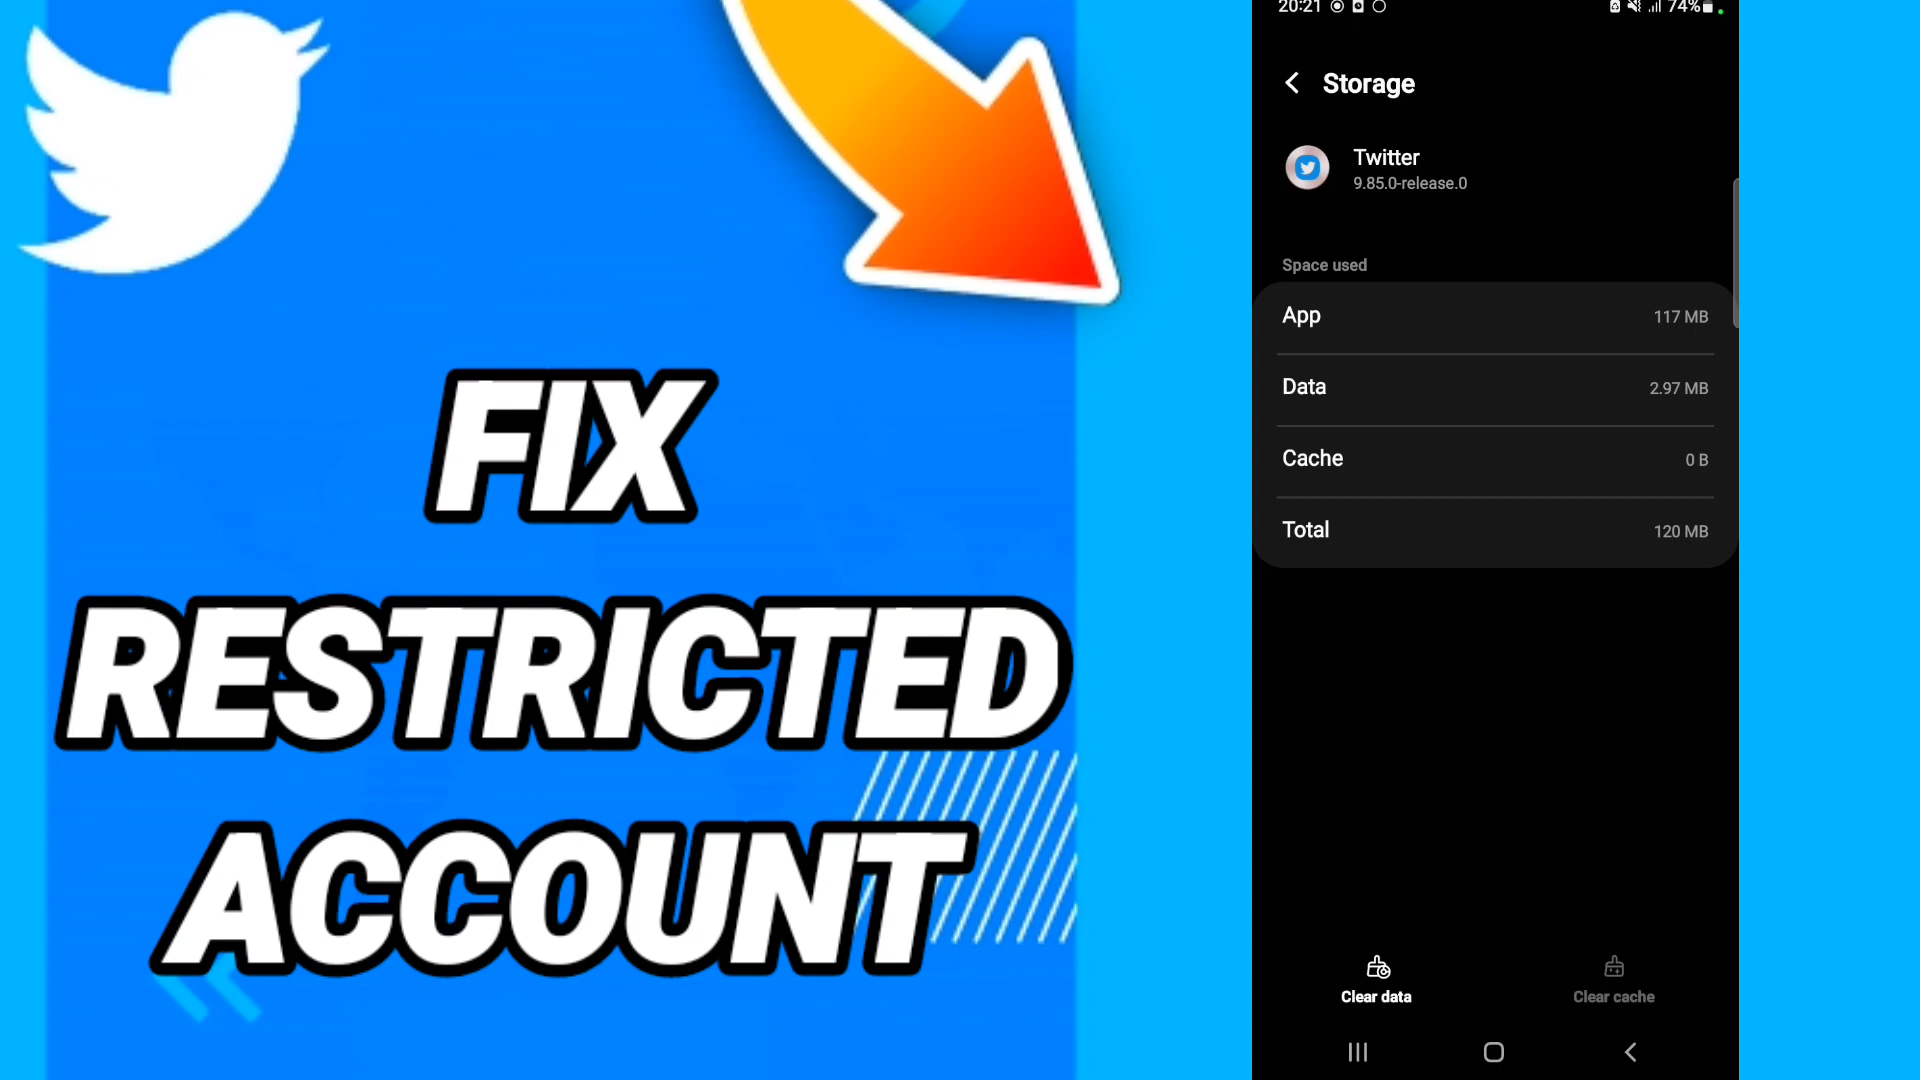 FIX
RESTRICTED
ACCOUNT
20:21
74%
Storage
Twitter
9.85.0-release.0
Space used
App 117 MB
Data 2.97 MB
Cache 0 B
Total 120 MB
Clear data
Clear cache